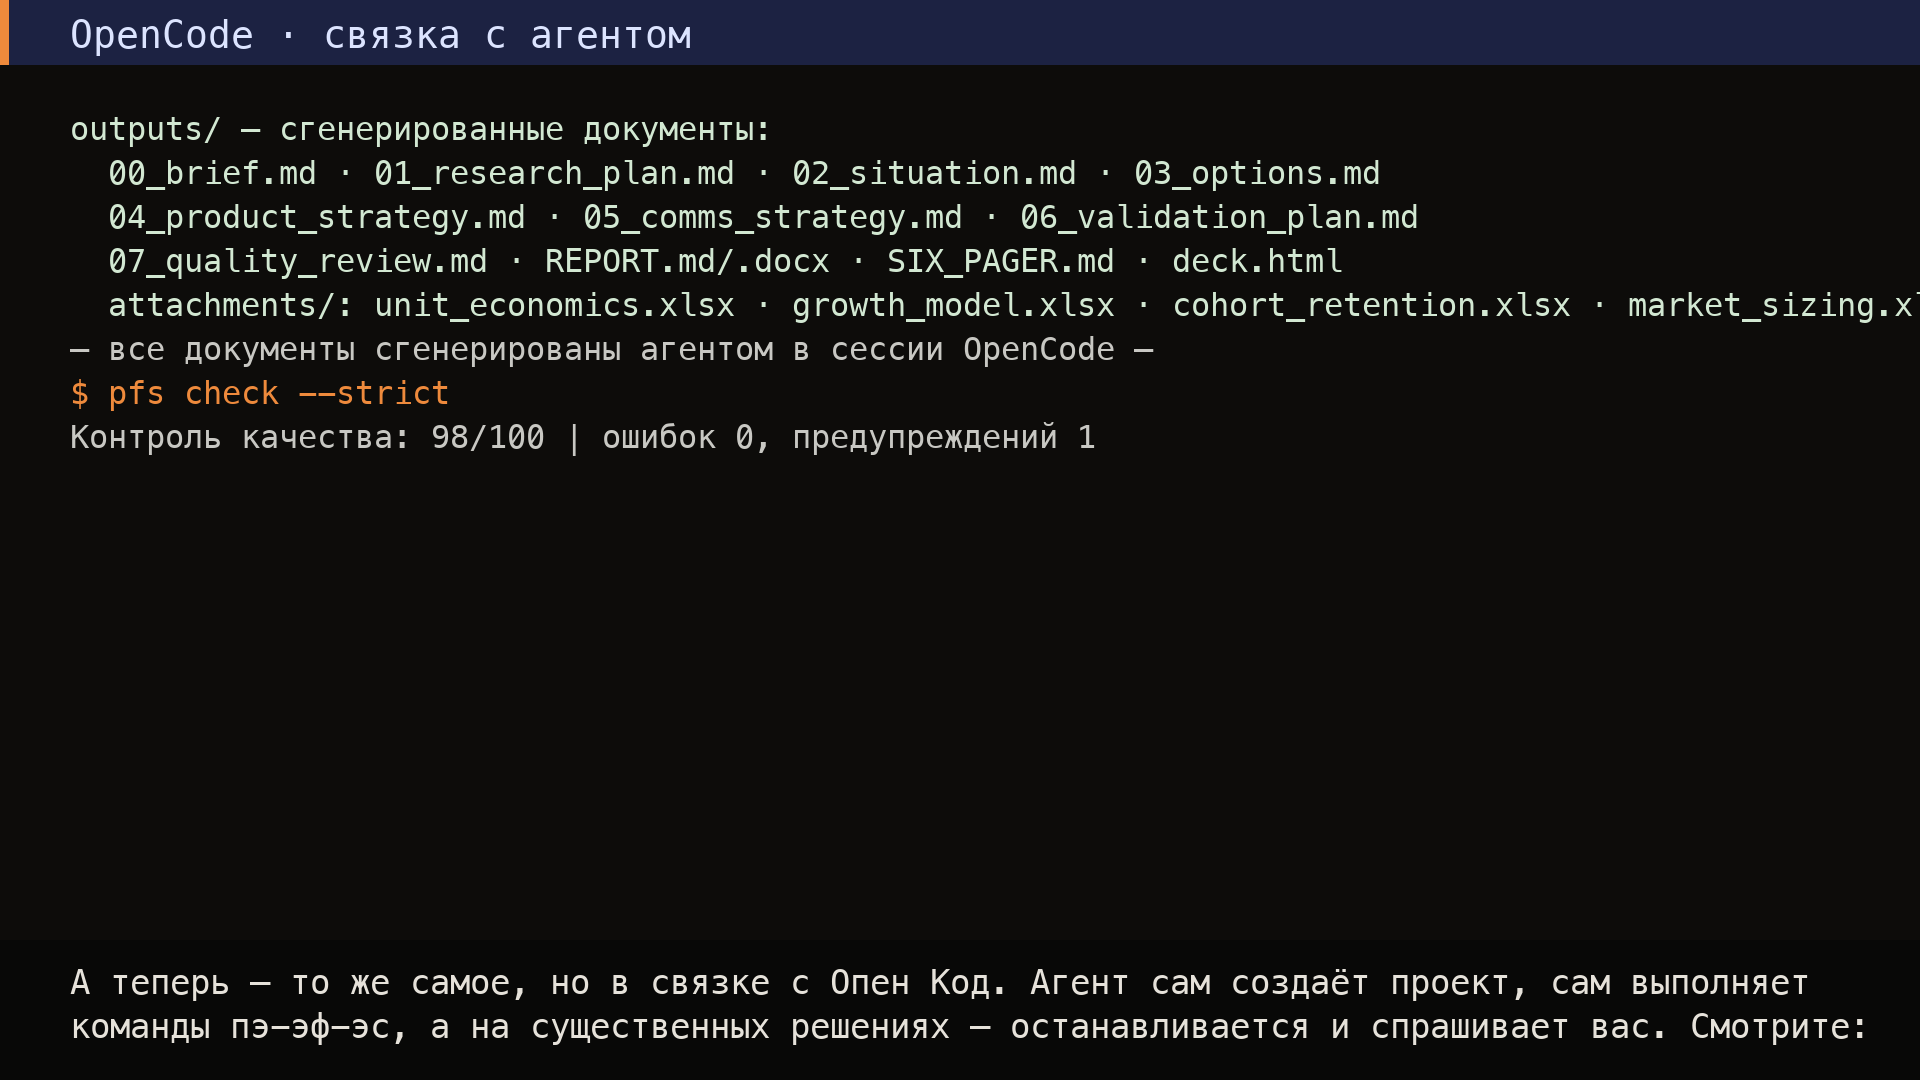 OpenCode · связка с агентом
outputs/ — сгенерированные документы:
00_brief.md · 01_research_plan.md · 02_situation.md · 03_options.md
04_product_strategy.md · 05_comms_strategy.md · 06_validation_plan.md
07_quality_review.md · REPORT.md/.docx · SIX_PAGER.md · deck.html
attachments/: unit_economics.xlsx · growth_model.xlsx · cohort_retention.xlsx · market_sizing.xl
— все документы сгенерированы агентом в сессии OpenCode —
$ pfs check --strict
Контроль качества: 98/100 | ошибок 0, предупреждений 1
А теперь — то же самое, но в связке с Опен Код. Агент сам создаёт проект, сам выполняет
команды пэ-эф-эс, а на существенных решениях — останавливается и спрашивает вас. Смотрите: